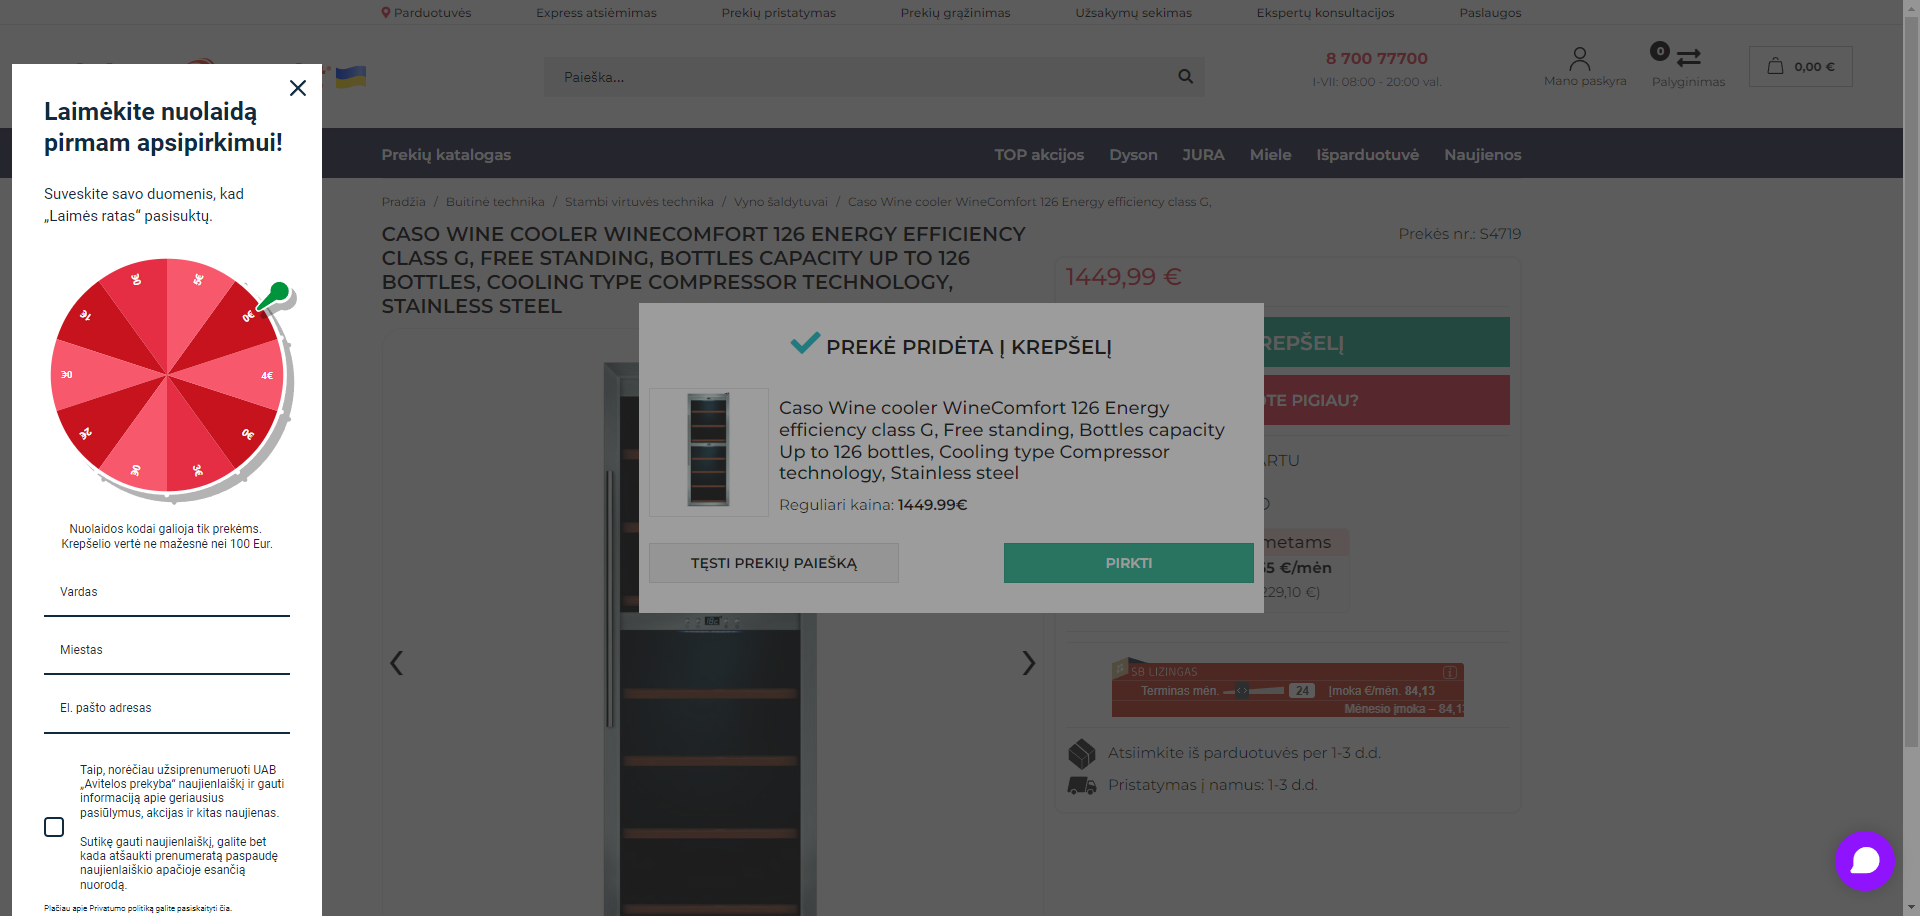 Parduotuvės
Express atsiėmimas
Prekių pristatymas
Prekių grąžinimas
Užsakymų sekimas
Ekspertų konsultacijos
Paslaugos
Paieška...
8 700 77700
I-VII: 08:00 - 20:00 val.
Mano paskyra
0
Palyginimas
0,00 €
Prekių katalogas
TOP akcijos
Dyson
JURA
Miele
Išparduotuvė
Naujienos
Laimėkite nuolaidą
pirmam apsipirkimui!
Suveskite savo duomenis, kad
„Laimės ratas“ pasisuktų.
0€
5€
1€
0€
0€
4€
2€
0€
0€
3€
Nuolaidos kodai galioja tik prekėms.
Krepšelio vertė ne mažesnė nei 100 Eur.
Vardas
Miestas
El. pašto adresas
Taip, norėčiau užsiprenumeruoti UAB
„Avitelos prekyba“ naujienlaiškį ir gauti
informaciją apie geriausius
pasiūlymus, akcijas ir kitas naujienas.
Sutikę gauti naujienlaiškį, galite bet
kada atšaukti prenumeratą paspaudę
naujienlaiškio apačioje esančią
nuorodą.
Plačiau apie Privatumo politiką galite pasiskaityti čia.
Pradžia / Buitinė technika / Stambi virtuvės technika / Vyno šaldytuvai / Caso Wine cooler WineComfort 126 Energy efficiency class G,
CASO WINE COOLER WINECOMFORT 126 ENERGY EFFICIENCY
CLASS G, FREE STANDING, BOTTLES CAPACITY UP TO 126
BOTTLES, COOLING TYPE COMPRESSOR TECHNOLOGY,
STAINLESS STEEL
Prekės nr.: S4719
1449,99 €
REPŠELĮ
OTE PIGIAU?
ARTU
metams
€/mėn
229,10 €)
PREKĖ PRIDĖTA Į KREPŠELĮ
Caso Wine cooler WineComfort 126 Energy
efficiency class G, Free standing, Bottles capacity
Up to 126 bottles, Cooling type Compressor
technology, Stainless steel
Reguliari kaina: 1449.99€
TĘSTI PREKIŲ PAIEŠKĄ
PIRKTI
SB LIZINGAS
Terminas mėn. 24 Įmoka €/mėn. 84,13
Mėnesio įmoka – 84,1
Atsiimkite iš parduotuvės per 1-3 d.d.
Pristatymas į namus: 1-3 d.d.